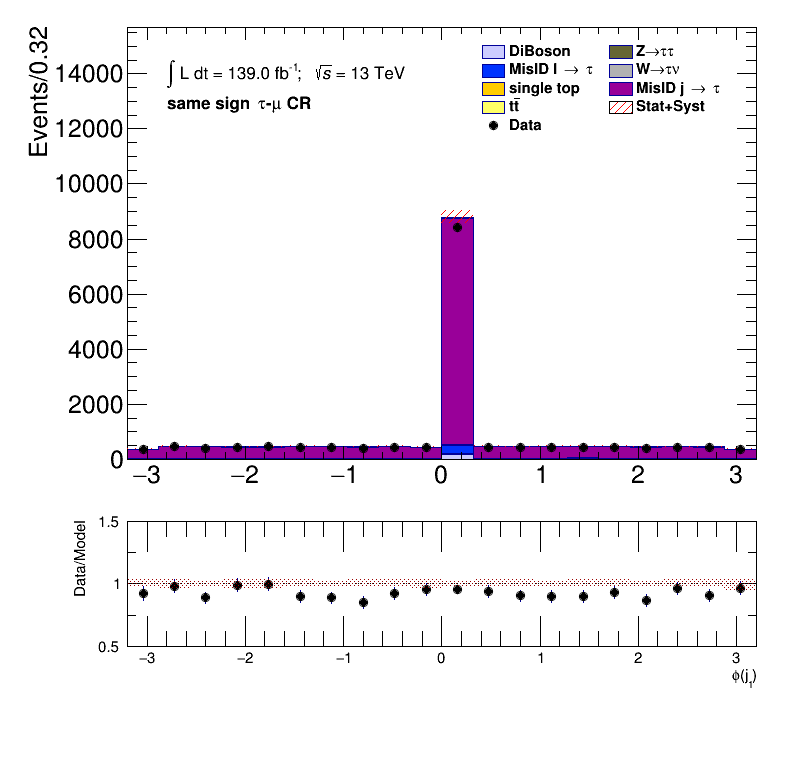 Events/0.32
14000
12000
10000
8000
6000
4000
2000
0
∫ L dt = 139.0 fb⁻¹; √s = 13 TeV
same sign τ-μ CR
DiBoson
MisID l → τ
single top
tt̄
Data
Z→ττ
W→τν
MisID j → τ
Stat+Syst
−3 −2 −1 0 1 2 3
Data/Model
1.5
1
0.5
−3 −2 −1 0 1 2 3
ϕ(j₁)